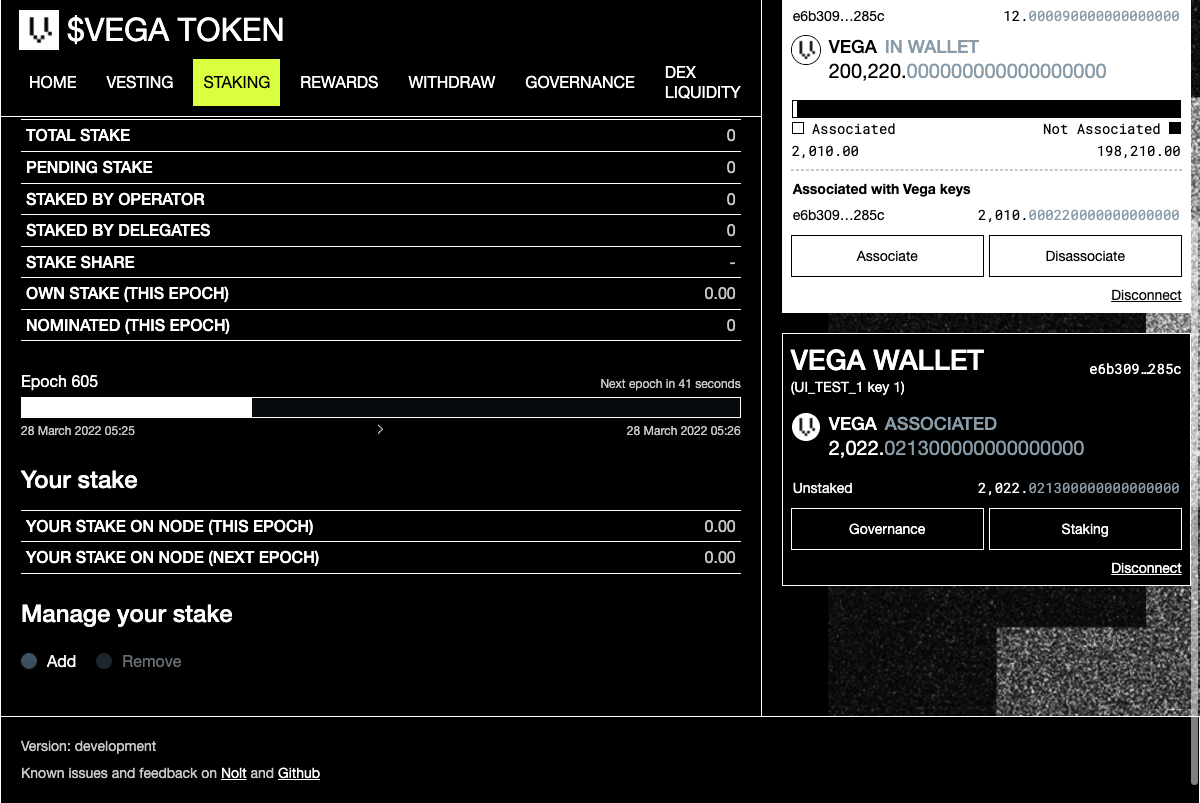 $VEGA TOKEN
HOME VESTING STAKING REWARDS WITHDRAW GOVERNANCE DEX LIQUIDITY
TOTAL STAKE 0
PENDING STAKE 0
STAKED BY OPERATOR 0
STAKED BY DELEGATES 0
STAKE SHARE -
OWN STAKE (THIS EPOCH) 0.00
NOMINATED (THIS EPOCH) 0
Epoch 605 Next epoch in 41 seconds
28 March 2022 05:25 > 28 March 2022 05:26
Your stake
YOUR STAKE ON NODE (THIS EPOCH) 0.00
YOUR STAKE ON NODE (NEXT EPOCH) 0.00
Manage your stake
Add Remove
e6b309…285c 12.000090000000000000
VEGA IN WALLET
200,220.000000000000000000
Associated Not Associated
2,010.00 198,210.00
Associated with Vega keys
e6b309…285c 2,010.000220000000000000
Associate Disassociate
Disconnect
VEGA WALLET e6b309…285c
(UI_TEST_1 key 1)
VEGA ASSOCIATED
2,022.021300000000000000
Unstaked 2,022.021300000000000000
Governance Staking
Disconnect
Version: development
Known issues and feedback on Nolt and Github